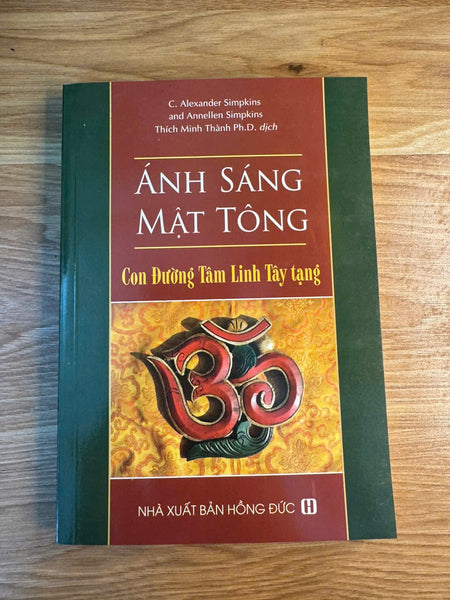 C. Alexander Simpkins
and Annellen Simpkins
Thích Minh Thành Ph.D. dịch
ÁNH SÁNG
MẬT TÔNG
Con Đường Tâm Linh Tây tạng
NHÀ XUẤT BẢN HỒNG ĐỨC H